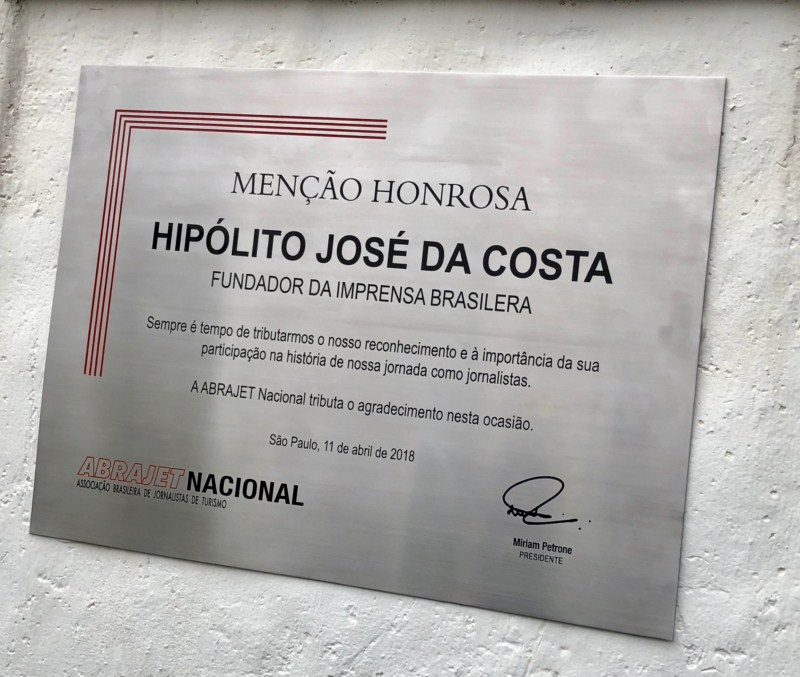 MENÇÃO HONROSA
HIPÓLITO JOSÉ DA COSTA
FUNDADOR DA IMPRENSA BRASILERA
Sempre é tempo de tributarmos o nosso reconhecimento e à importância da sua
participação na história de nossa jornada como jornalistas.
A ABRAJET Nacional tributa o agradecimento nesta ocasião.
São Paulo, 11 de abril de 2018
ABRAJET NACIONAL
ASSOCIAÇÃO BRASILEIRA DE JORNALISTAS DE TURISMO
Miriam Petrone
PRESIDENTE